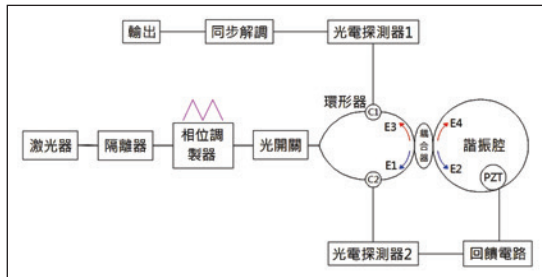 輸出 同步解調 光電探測器1
環形器 C1
E3 E4
激光器 隔離器 相位調製器 光開關 耦合器 諧振腔
E1 E2
C2 PZT
光電探測器2 回饋電路